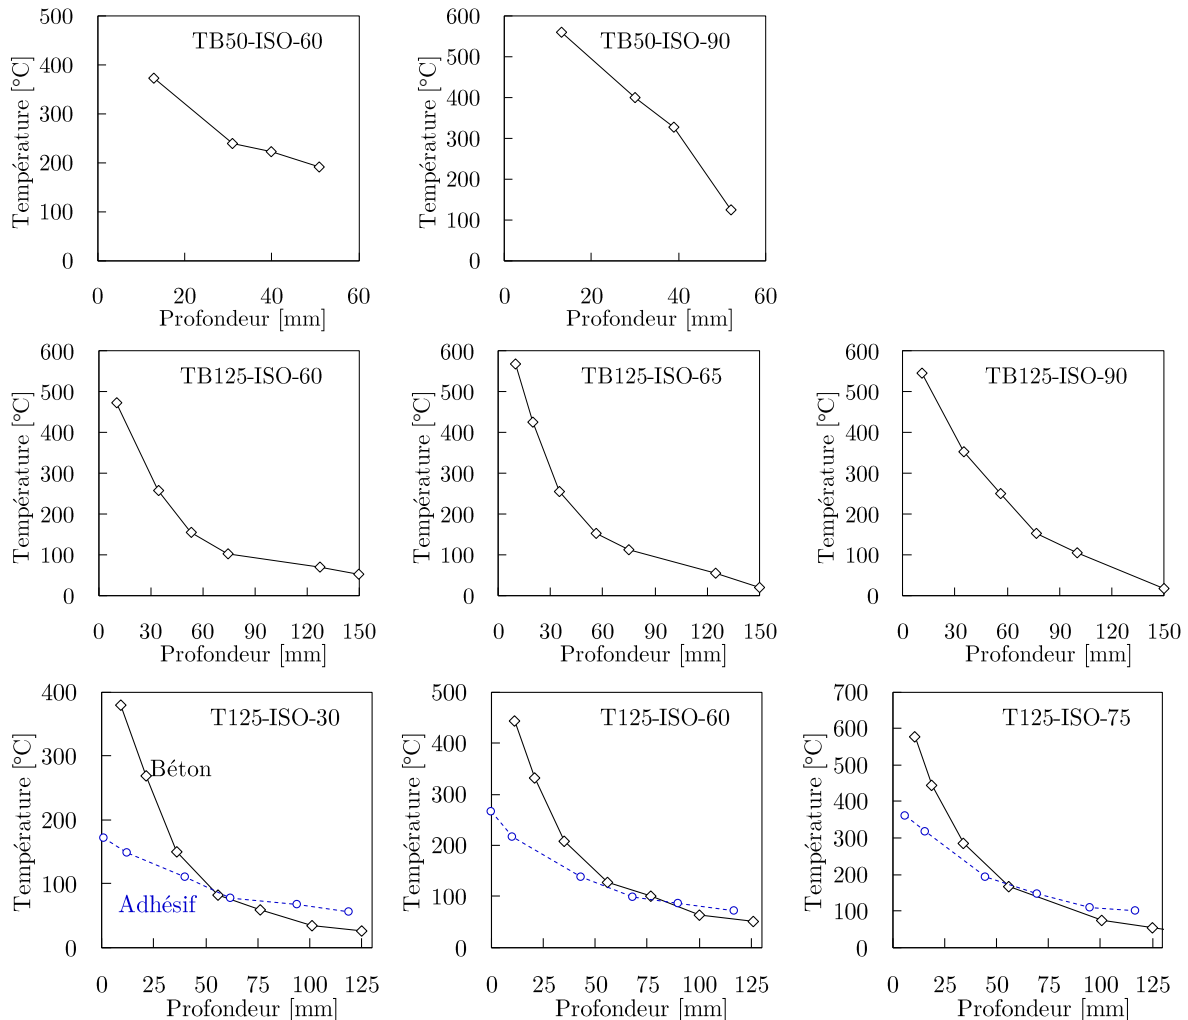 TB50-ISO-60
Température [°C]
500
400
300
200
100
0
0 20 40 60
Profondeur [mm]
TB50-ISO-90
Température [°C]
600
500
400
300
200
100
0
0 20 40 60
Profondeur [mm]
TB125-ISO-60
Température [°C]
600
500
400
300
200
100
0
0 30 60 90 120 150
Profondeur [mm]
TB125-ISO-65
Température [°C]
600
500
400
300
200
100
0
0 30 60 90 120 150
Profondeur [mm]
TB125-ISO-90
Température [°C]
600
500
400
300
200
100
0
0 30 60 90 120 150
Profondeur [mm]
T125-ISO-30
Température [°C]
400
300
200
100
0
Béton
Adhésif
0 25 50 75 100 125
Profondeur [mm]
T125-ISO-60
Température [°C]
500
400
300
200
100
0
0 25 50 75 100 125
Profondeur [mm]
T125-ISO-75
Température [°C]
700
600
500
400
300
200
100
0
0 25 50 75 100 125
Profondeur [mm]